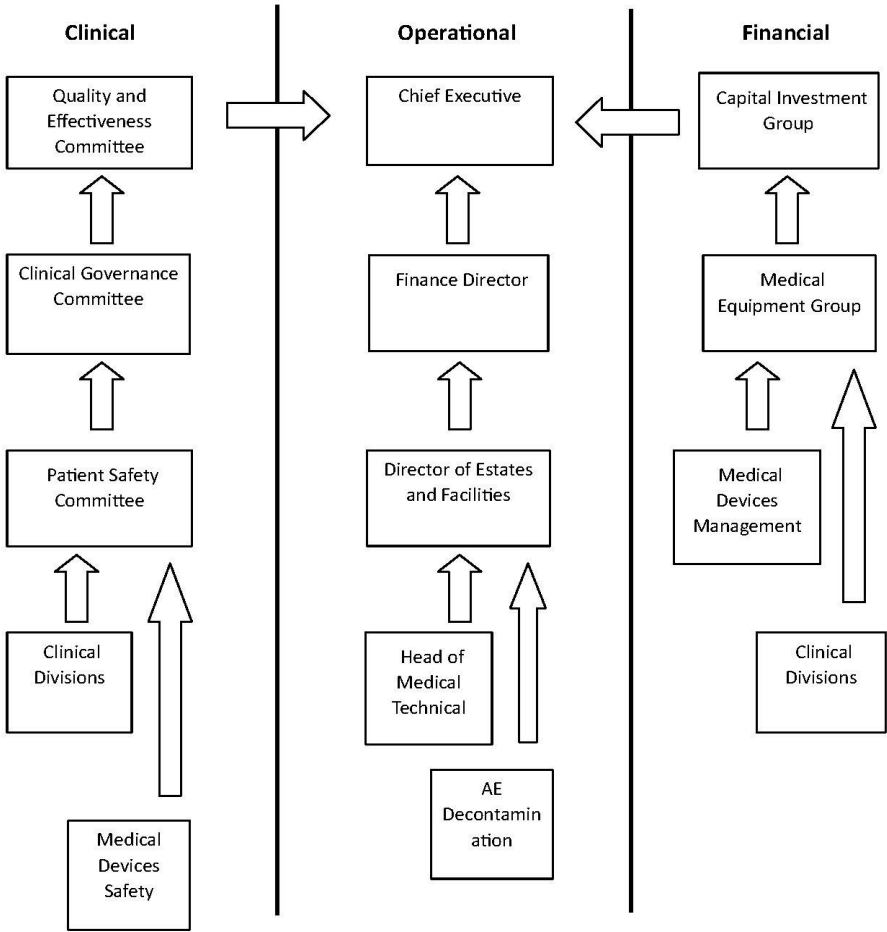 Clinical
Operational
Financial
Quality and
Effectiveness
Committee
Chief Executive
Capital Investment
Group
Clinical Governance
Committee
Finance Director
Medical
Equipment Group
Patient Safety
Committee
Director of Estates
and Facilities
Medical
Devices
Management
Clinical
Divisions
Head of
Medical
Technical
Clinical
Divisions
AE
Decontamin
ation
Medical
Devices
Safety